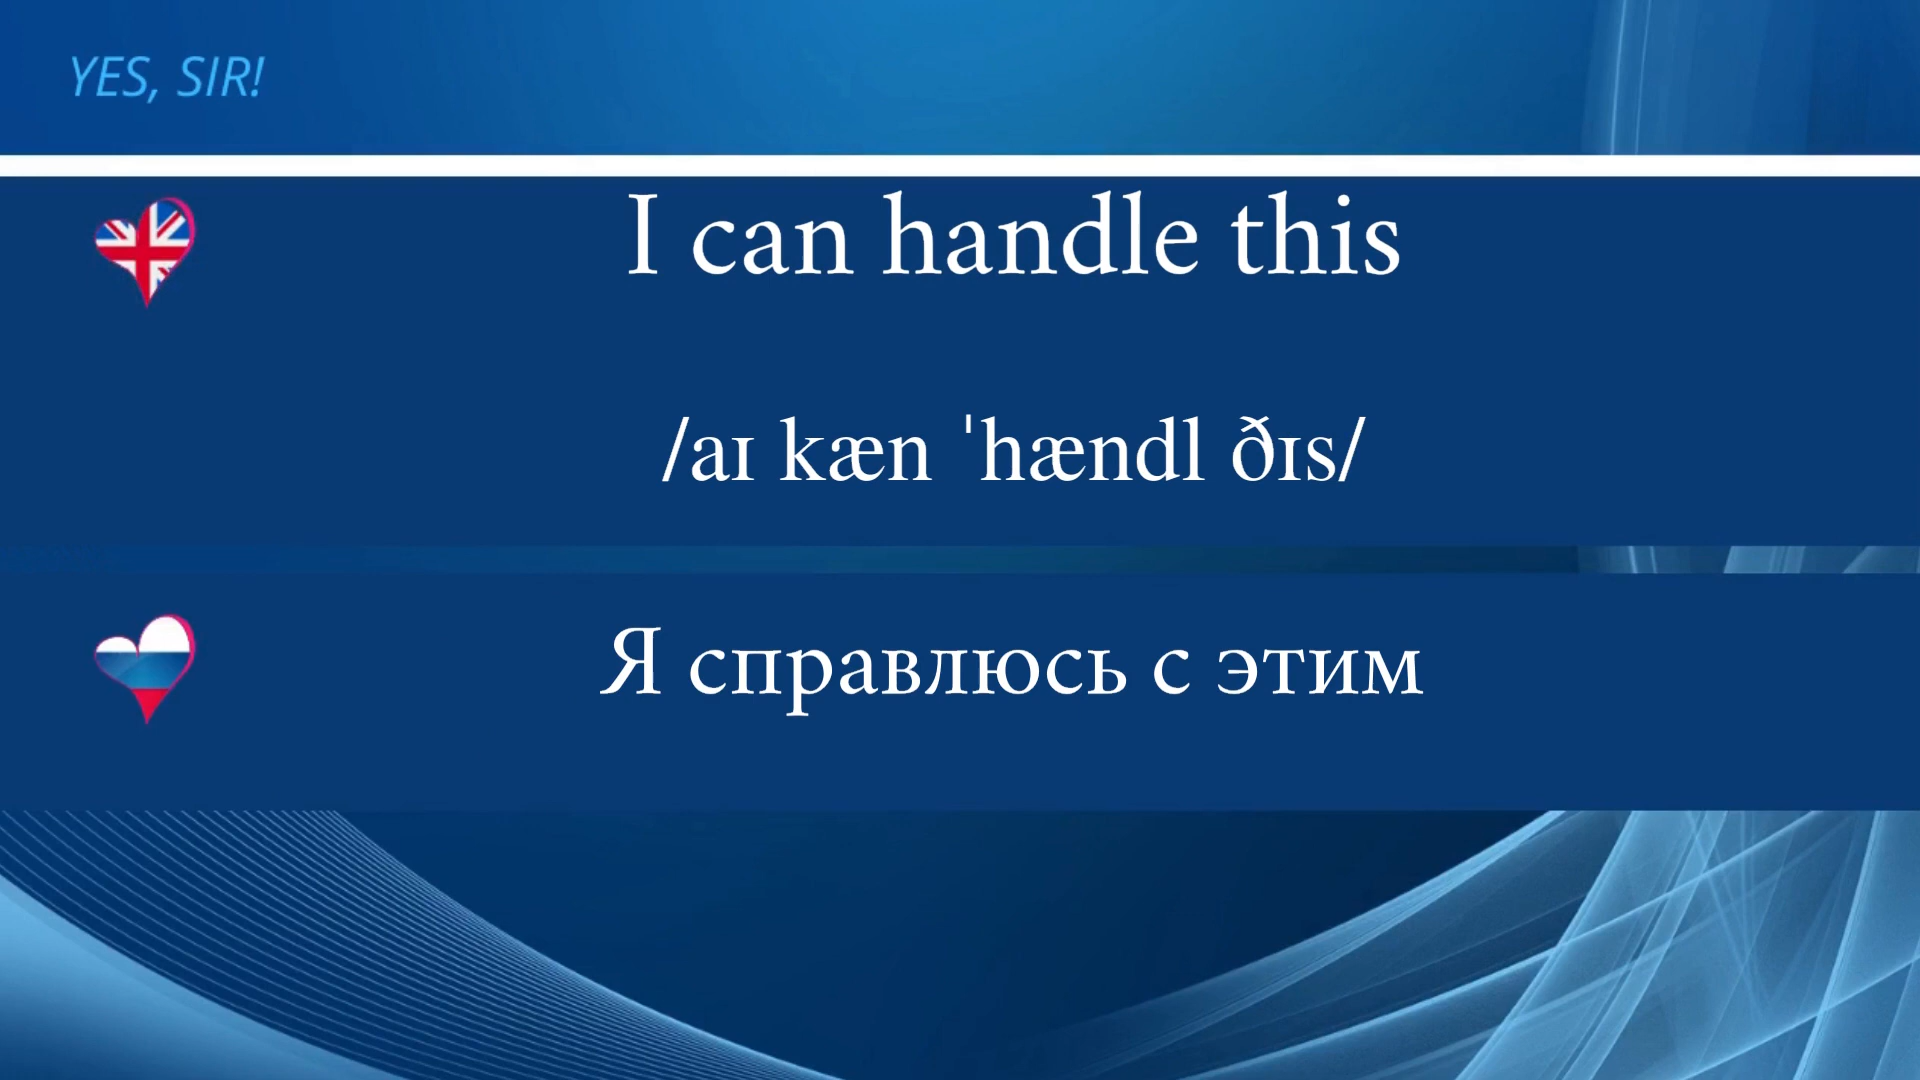 YES, SIR!
I can handle this
/aɪ kæn ˈhændl ðɪs/
Я справлюсь с этим